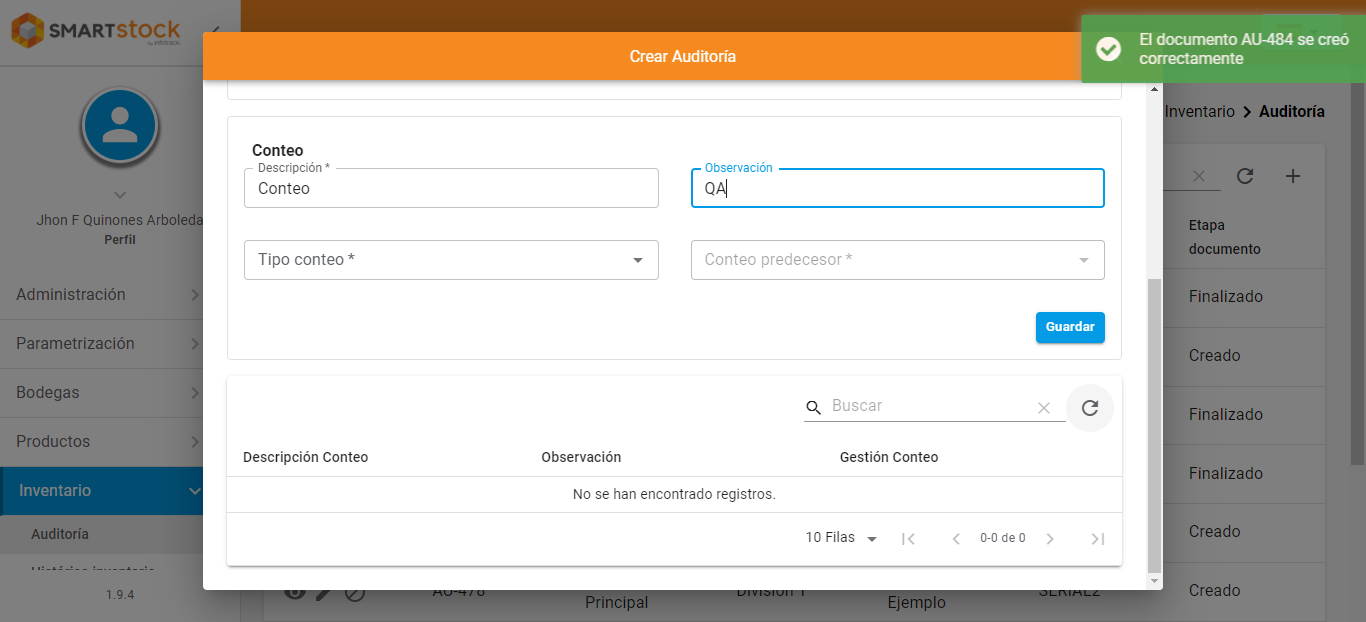 SMARTSTOCK
by infotrack
El documento AU-484 se creó
correctamente
Crear Auditoría
Inventario > Auditoría
Jhon F Quinones Arboleda
Perfil
Administración
Parametrización
Bodegas
Productos
Inventario
Auditoría
Histórico inventario
1.9.4
Conteo
Descripción *
Conteo
Observación
QA
Tipo conteo *
Conteo predecesor *
Guardar
Buscar
Descripción Conteo Observación Gestión Conteo
No se han encontrado registros.
10 Filas 0-0 de 0
Etapa
documento
Finalizado
Creado
Finalizado
Finalizado
Creado
Creado
AU-478
Principal
División 1
Ejemplo
SERIAL2